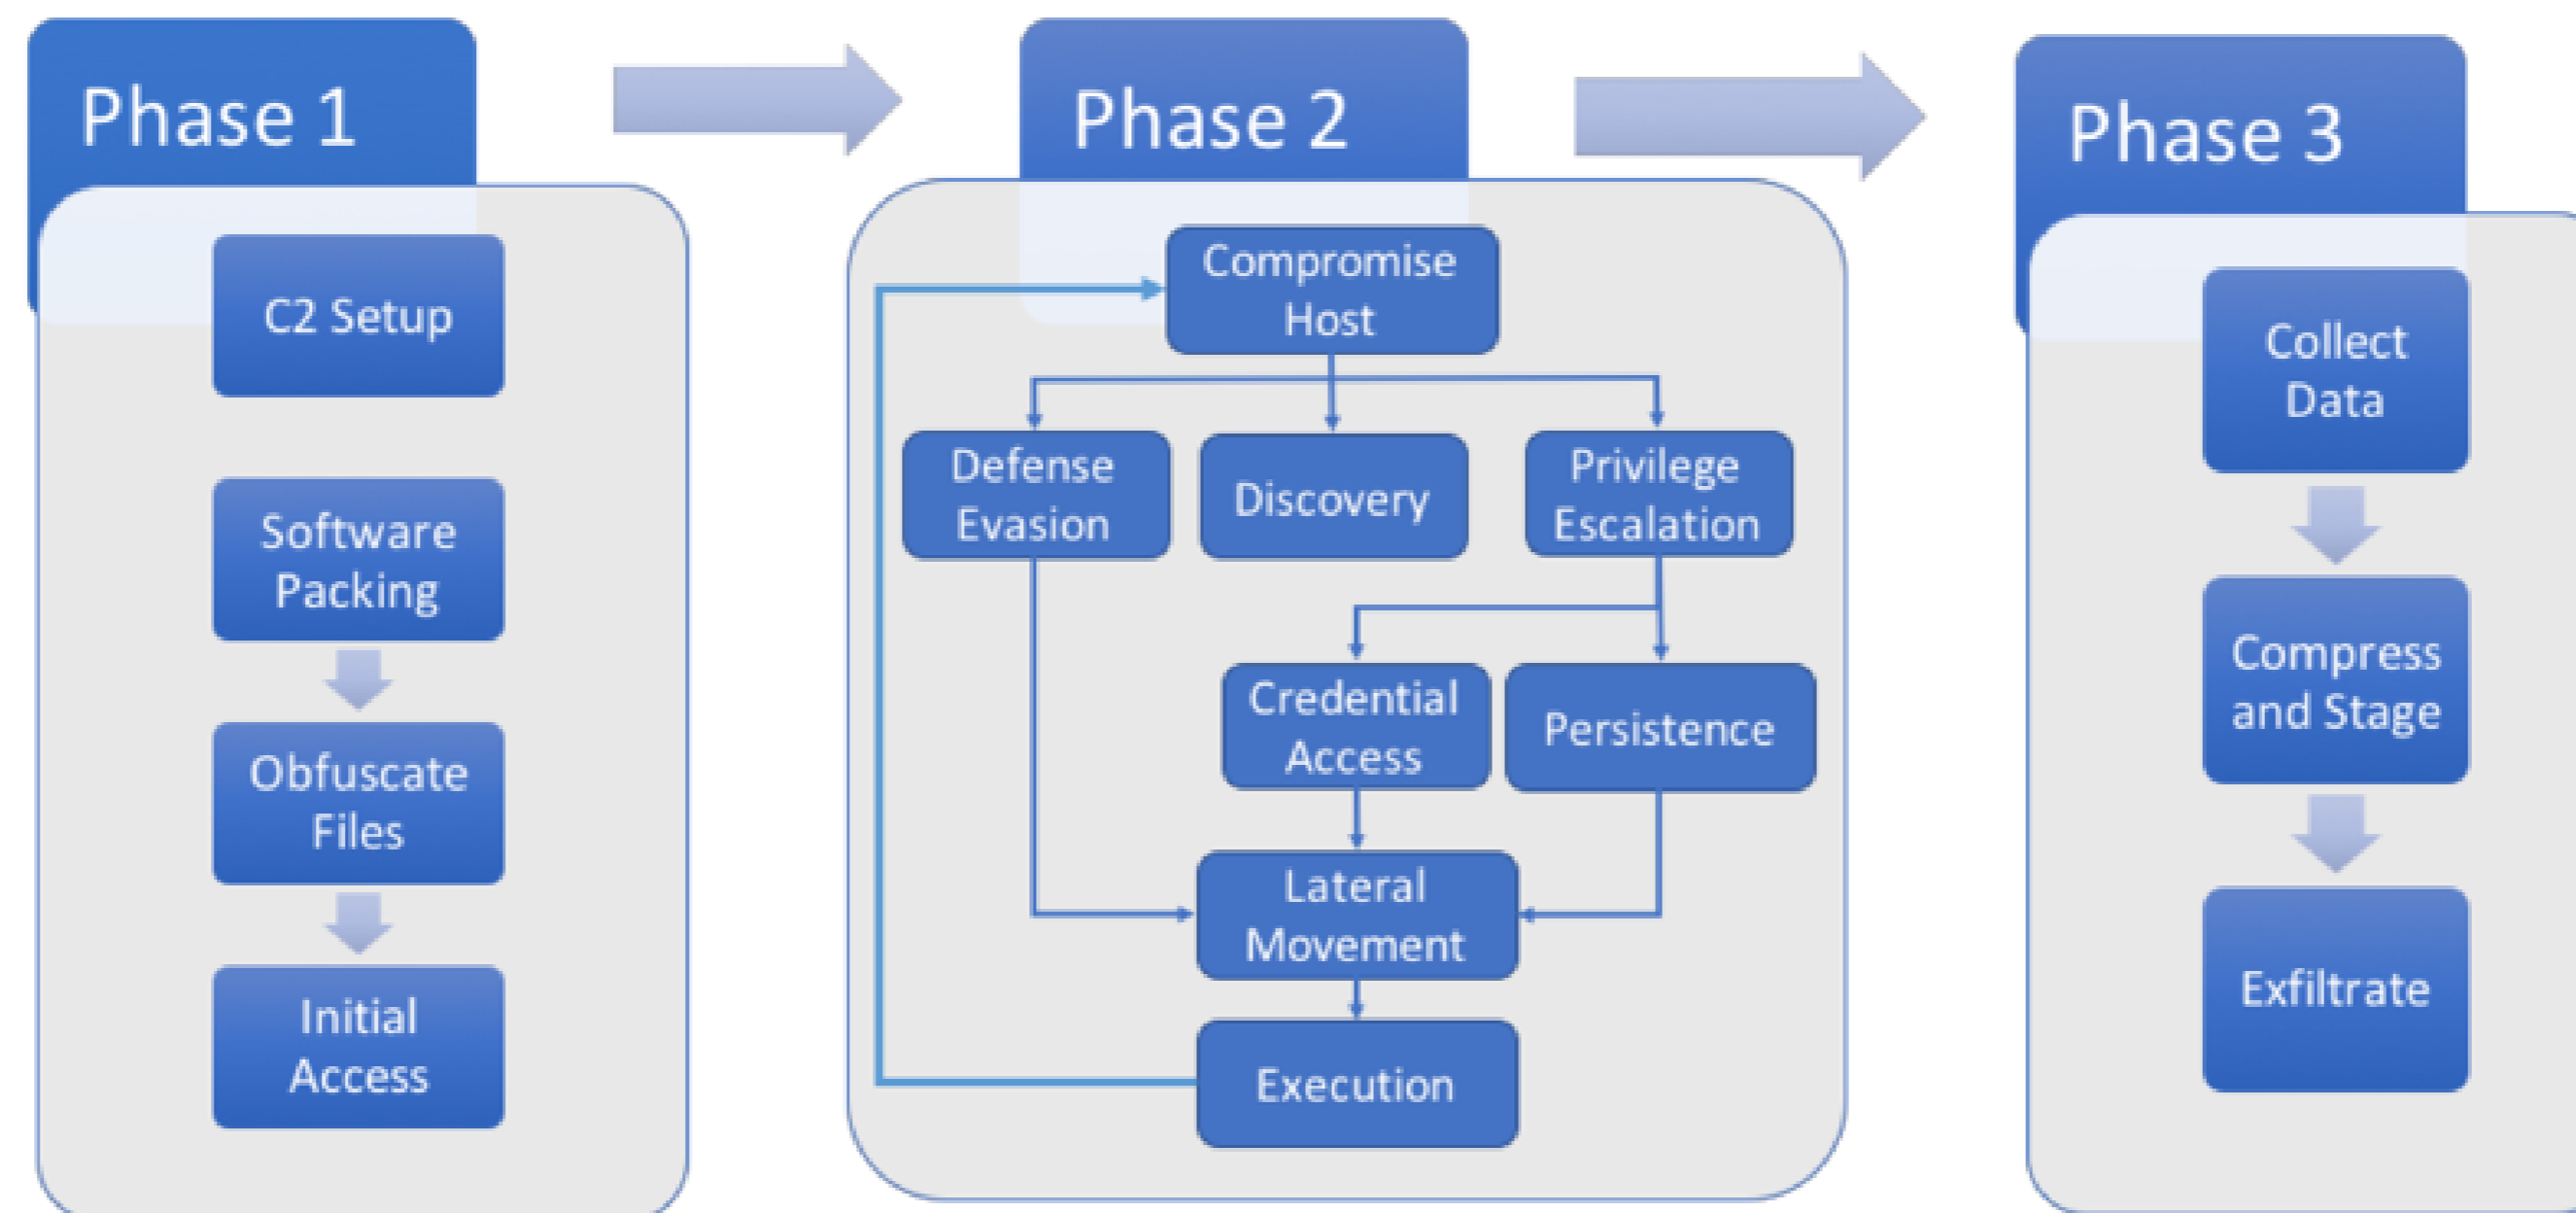 Phase 1
C2 Setup
Software
Packing
Obfuscate
Files
Initial
Access
Phase 2
Compromise
Host
Defense
Evasion
Discovery
Privilege
Escalation
Credential
Access
Persistence
Lateral
Movement
Execution
Phase 3
Collect
Data
Compress
and Stage
Exfiltrate